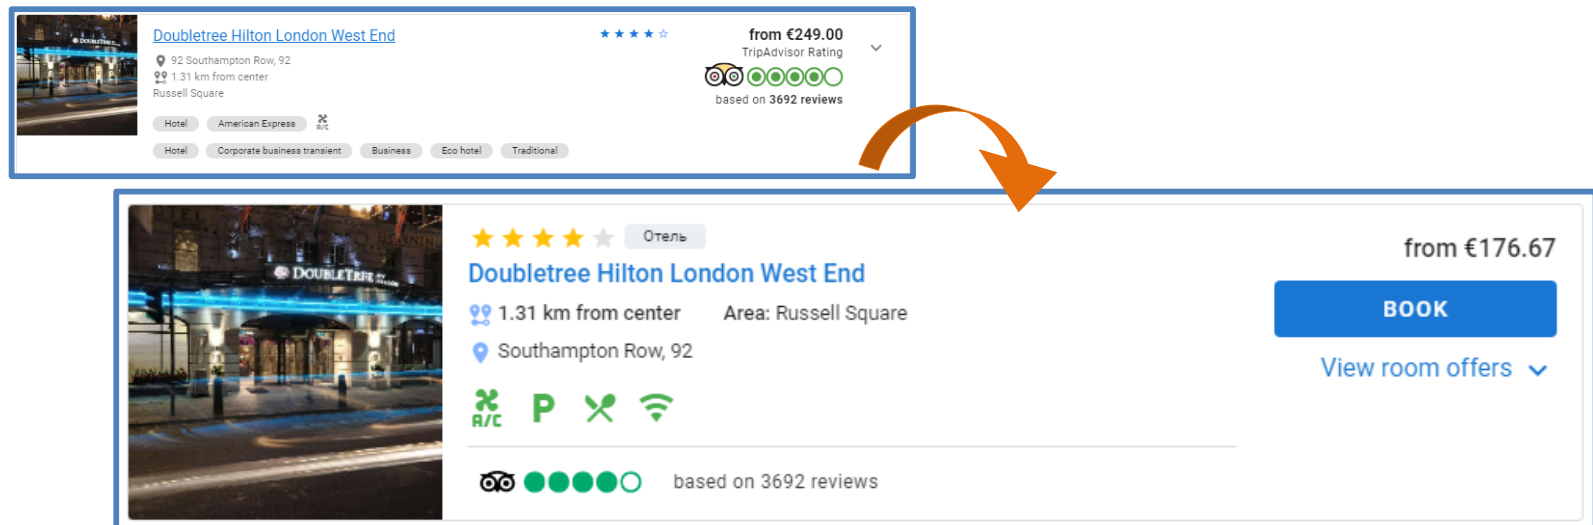 Doubletree Hilton London West End
from €249.00
TripAdvisor Rating
92 Southampton Row, 92
1.31 km from center
Russell Square
based on 3692 reviews
Hotel American Express A/C
Hotel Corporate business transient Business Eco hotel Traditional
Отель
from €176.67
Doubletree Hilton London West End
DOUBLETREE
BOOK
1.31 km from center Area: Russell Square
Southampton Row, 92
View room offers
A/C P
based on 3692 reviews